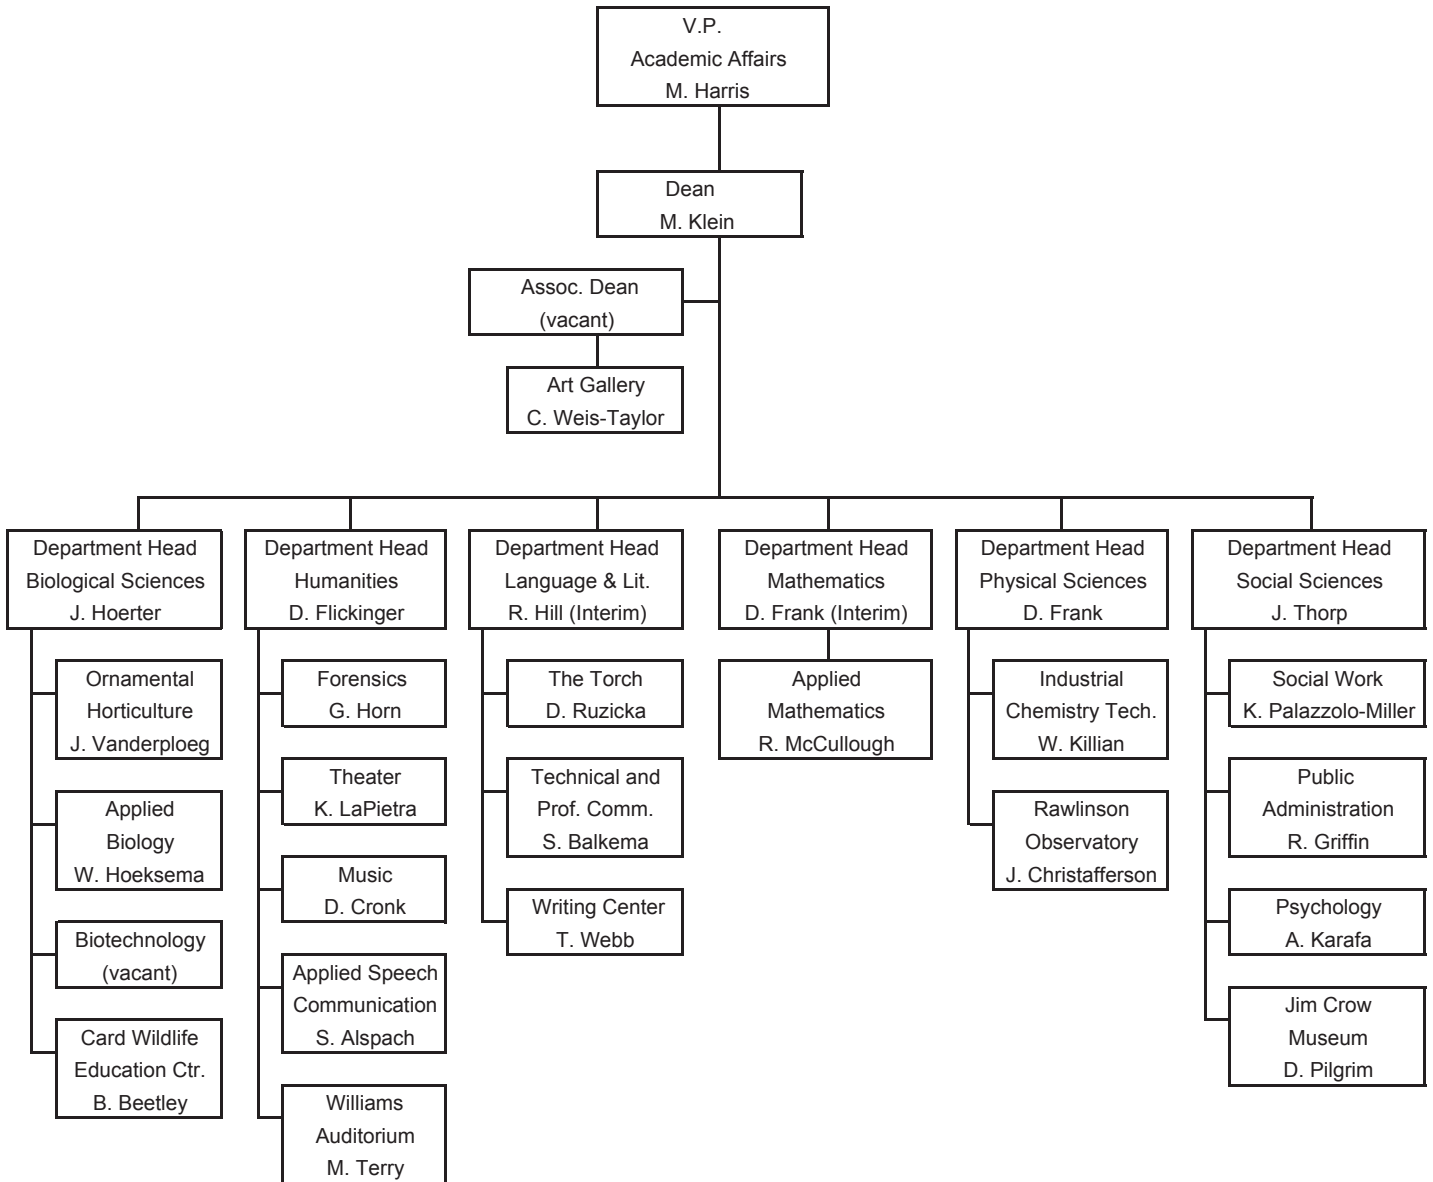 V.P.
Academic Affairs
M. Harris
Dean
M. Klein
Assoc. Dean
(vacant)
Art Gallery
C. Weis-Taylor
Department Head
Biological Sciences
J. Hoerter
Department Head
Humanities
D. Flickinger
Department Head
Language & Lit.
R. Hill (Interim)
Department Head
Mathematics
D. Frank (Interim)
Department Head
Physical Sciences
D. Frank
Department Head
Social Sciences
J. Thorp
Ornamental
Horticulture
J. Vanderploeg
Applied
Biology
W. Hoeksema
Biotechnology
(vacant)
Card Wildlife
Education Ctr.
B. Beetley
Forensics
G. Horn
Theater
K. LaPietra
Music
D. Cronk
Applied Speech
Communication
S. Alspach
Williams
Auditorium
M. Terry
The Torch
D. Ruzicka
Technical and
Prof. Comm.
S. Balkema
Writing Center
T. Webb
Applied
Mathematics
R. McCullough
Industrial
Chemistry Tech.
W. Killian
Rawlinson
Observatory
J. Christafferson
Social Work
K. Palazzolo-Miller
Public
Administration
R. Griffin
Psychology
A. Karafa
Jim Crow
Museum
D. Pilgrim